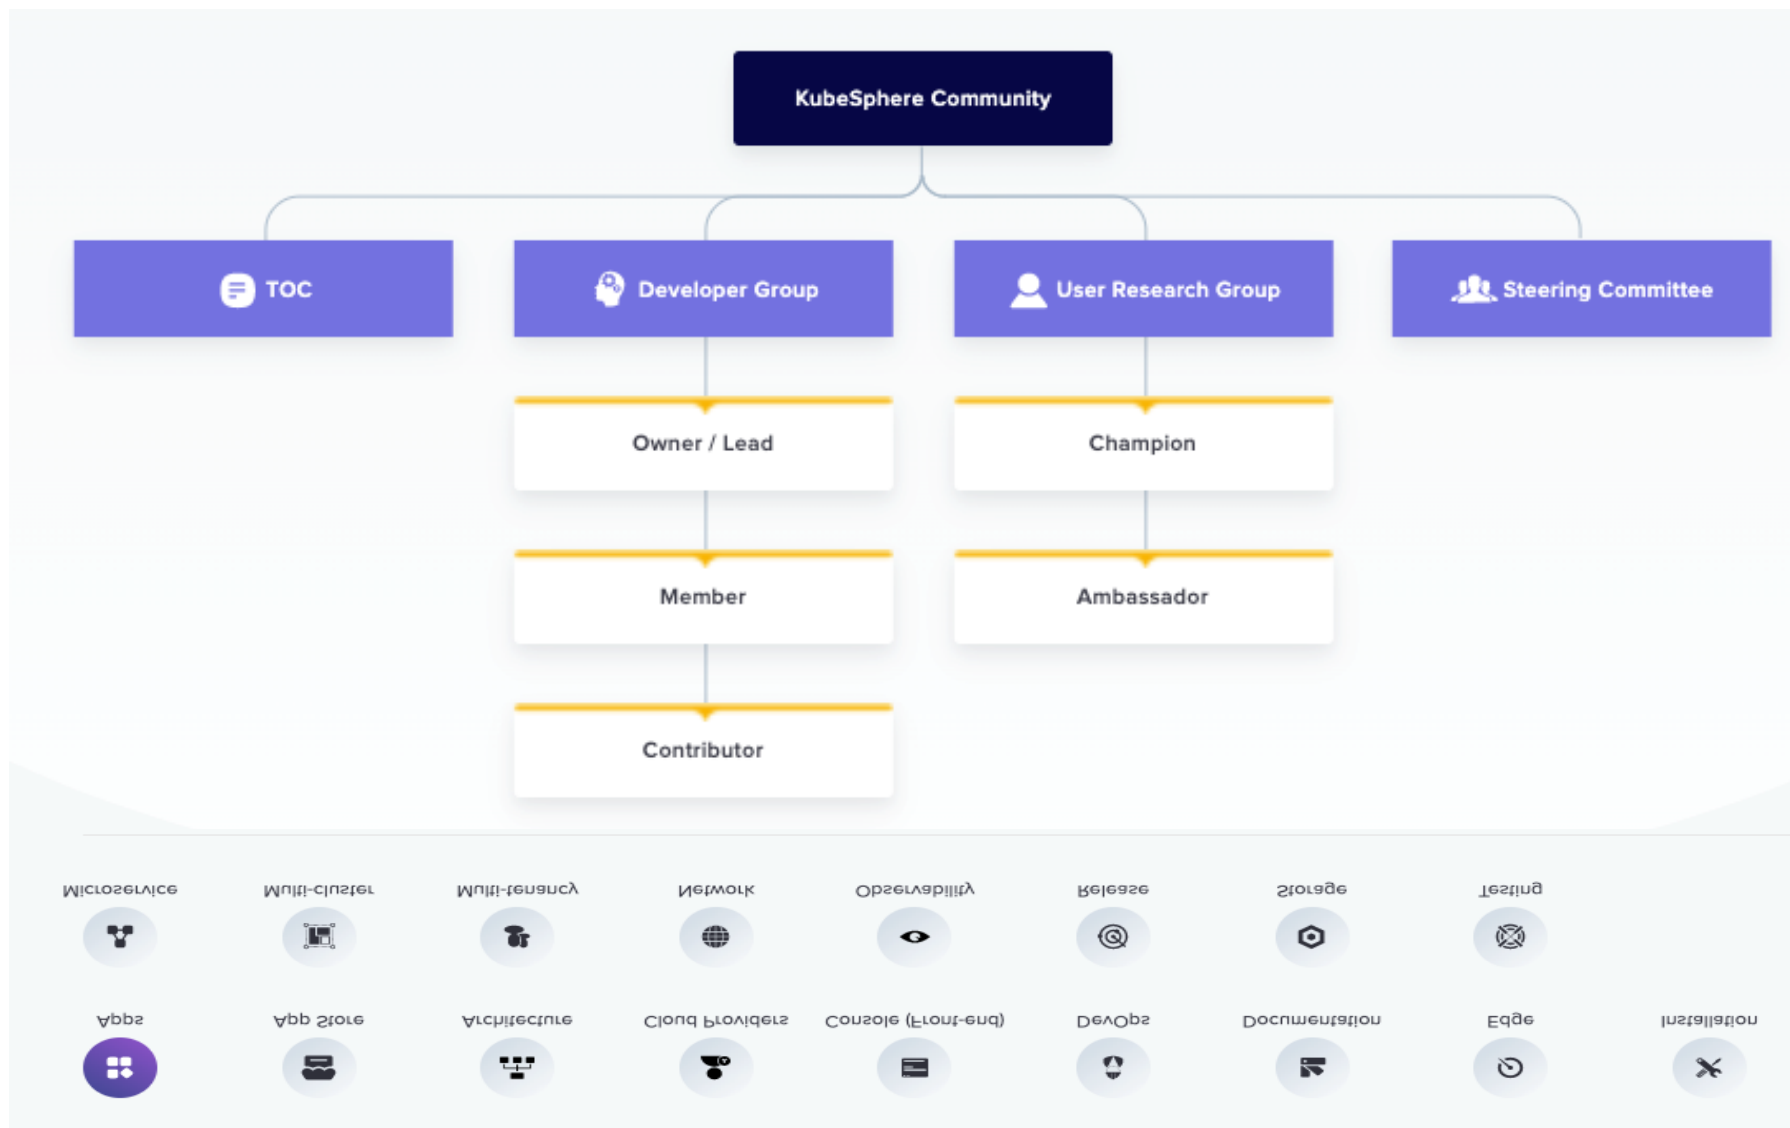 KubeSphere Community
TOC
Developer Group
User Research Group
Steering Committee
Owner / Lead
Champion
Member
Ambassador
Contributor
Microservice
Multi-cluster
Multi-tenancy
Network
Observability
Release
Storage
Testing
Apps
App Store
Architecture
Cloud Providers
Console (Front-end)
DevOps
Documentation
Edge
Installation